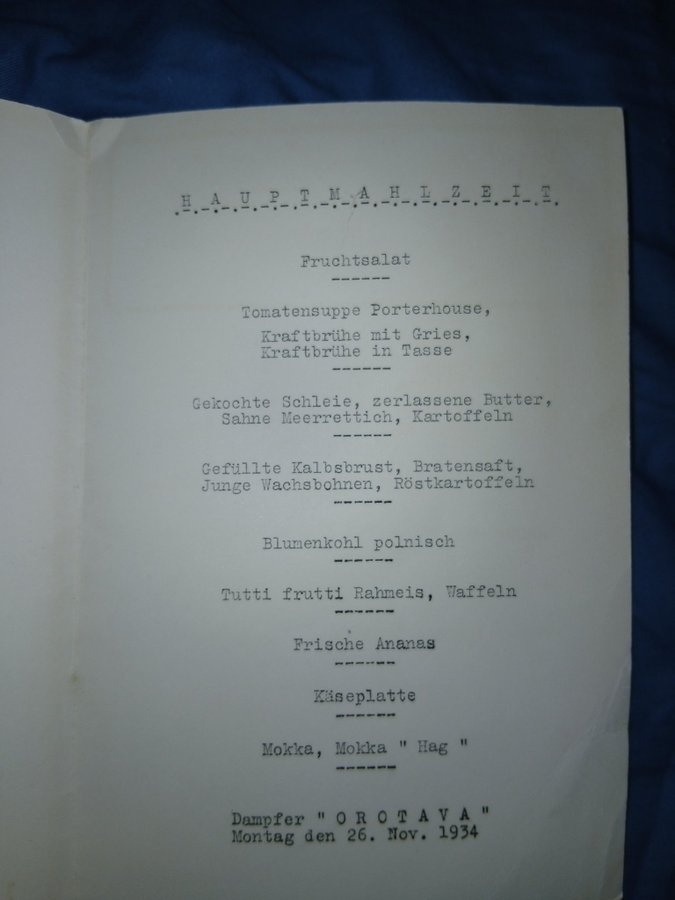 HAUPTMAHLZEIT
Fruchtsalat
Tomatensuppe Porterhouse,
Kraftbrühe mit Gries,
Kraftbrühe in Tasse
Gekochte Schleie, zerlassene Butter,
Sahne Meerrettich, Kartoffeln
Gefüllte Kalbsbrust, Bratensaft,
Junge Wachsbohnen, Röstkartoffeln
Blumenkohl polnisch
Tutti frutti Rahmeis, Waffeln
Frische Ananas
Käseplatte
Mokka, Mokka " Hag "
Dampfer " O R O T A V A "
Montag den 26. Nov. 1934